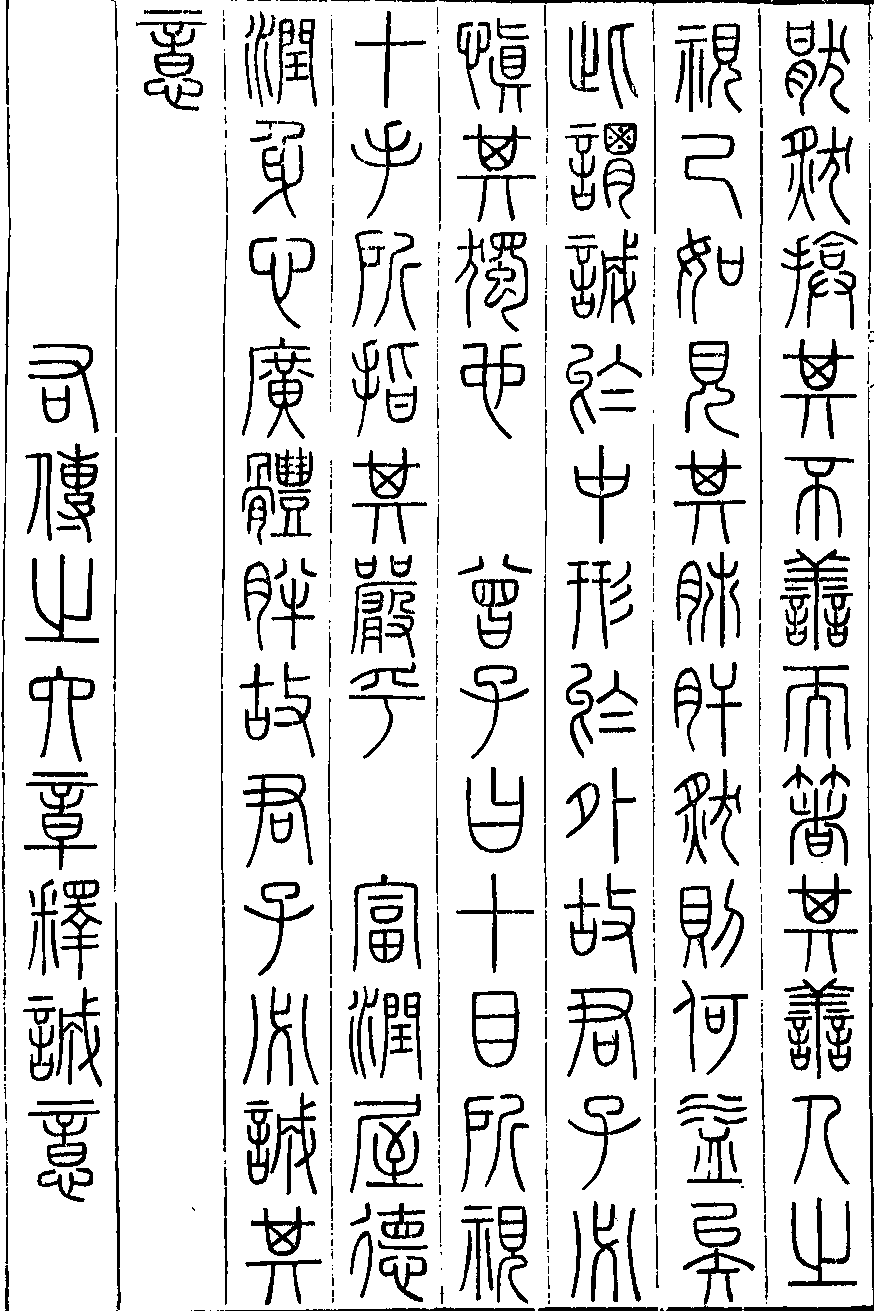 猒然揜其不善而著其善人之
視己如見其肺肝然則何益矣
此謂誠於中形於外故君子必
慎其獨也　曾子曰十目所視
十手所指其嚴乎　富潤屋德
潤身心廣體胖故君子必誠其
意
右傳之六章釋誠意